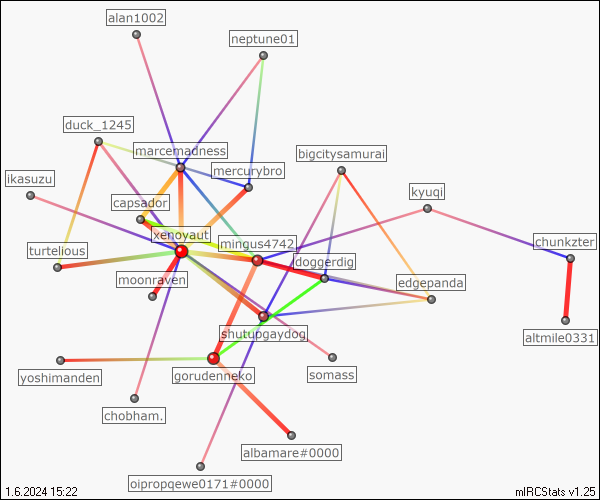 alan1002
neptune01
duck_1245
marcemadness
bigcitysamurai
mercurybro
ikasuzu
kyuqi
capsador
xenoyaut
mingus4742
chunkzter
turtelious
doggerdig
moonraven
edgepanda
shutupgaydog
altmile0331
yoshimanden
gorudenneko
somass
chobham.
albamare#0000
oipropqewe0171#0000
1.6.2024 15:22
mIRCStats v1.25